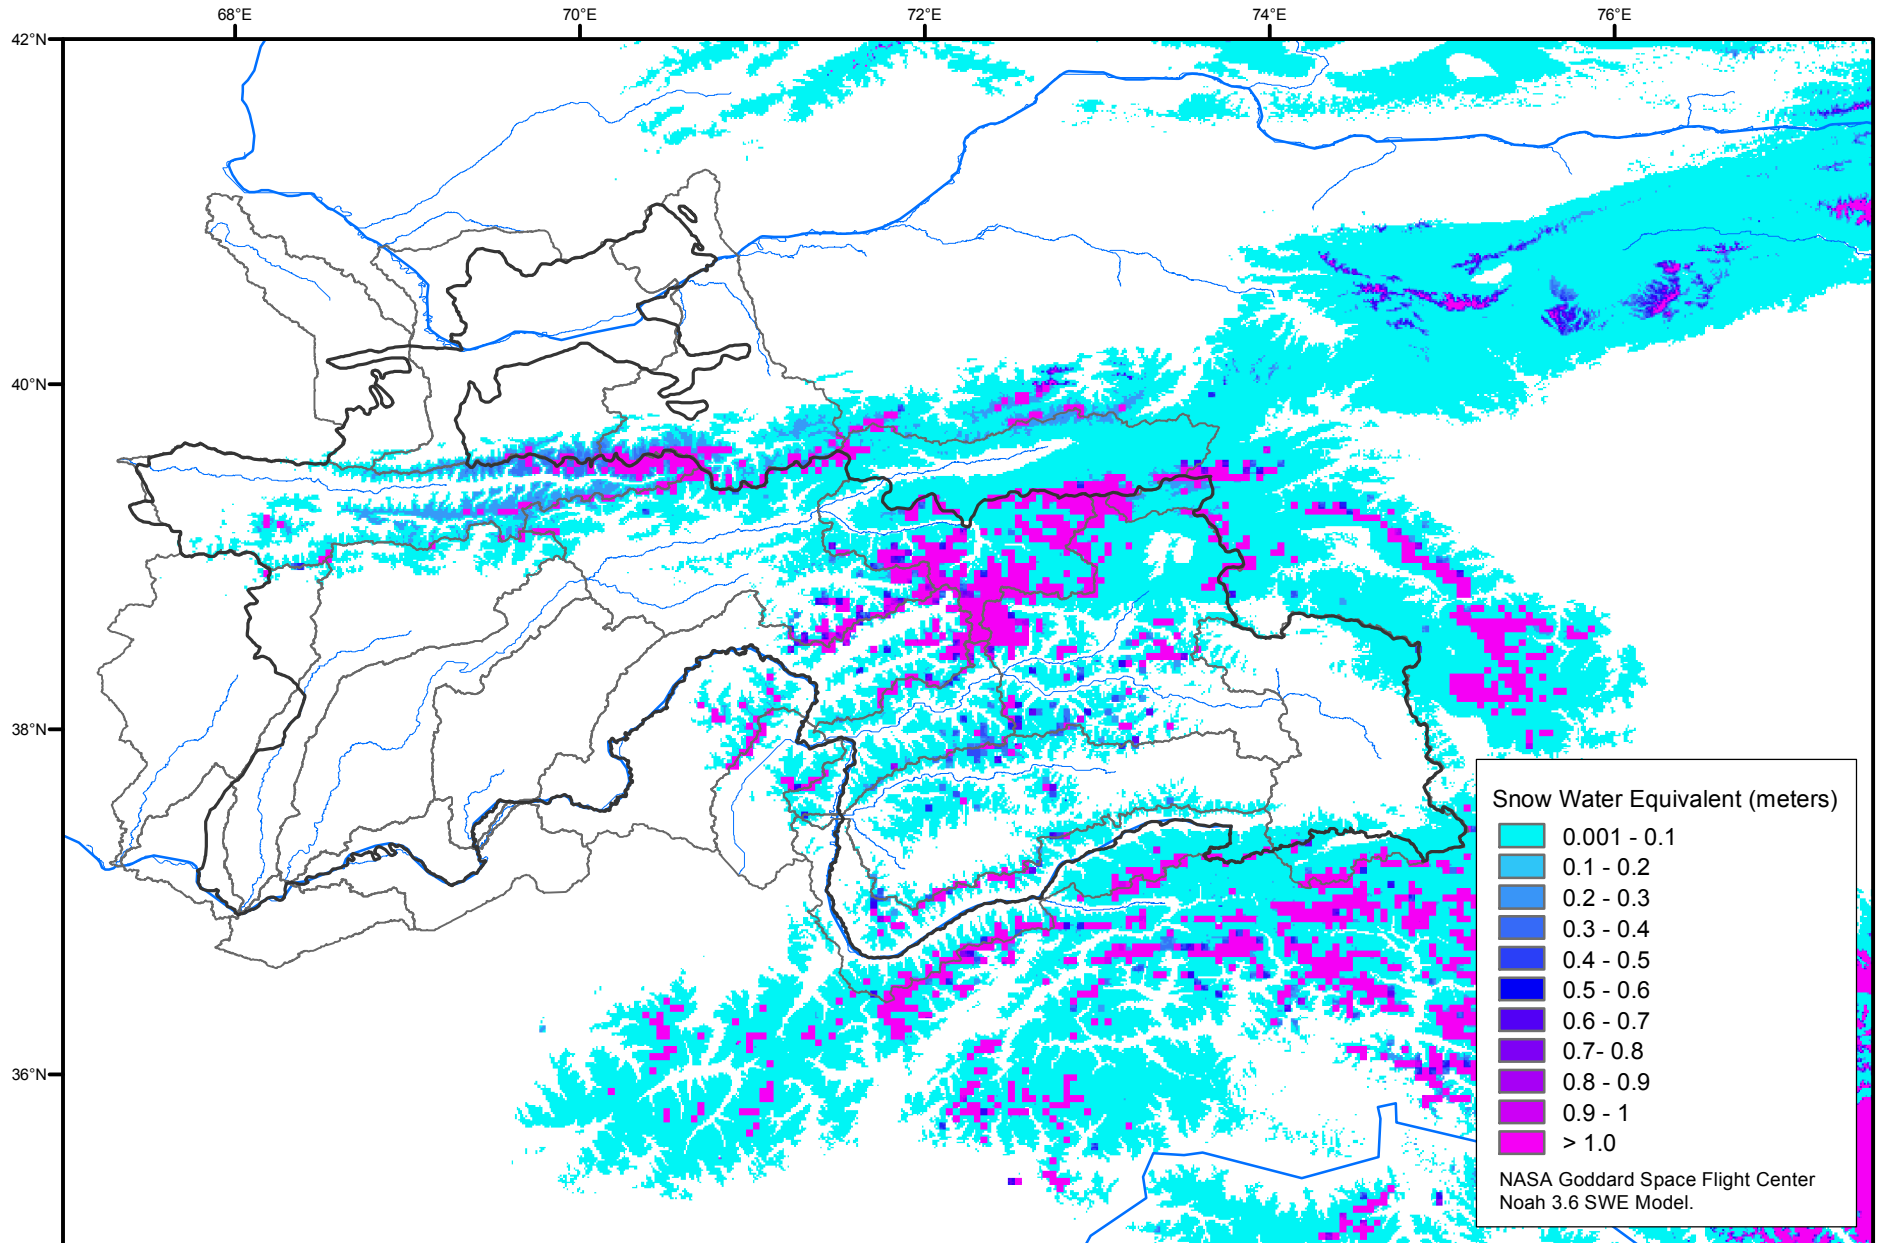 68°E 70°E 72°E 74°E 76°E
42°N
40°N
38°N
36°N
Snow Water Equivalent (meters)
0.001 - 0.1
0.1 - 0.2
0.2 - 0.3
0.3 - 0.4
0.4 - 0.5
0.5 - 0.6
0.6 - 0.7
0.7- 0.8
0.8 - 0.9
0.9 - 1
> 1.0
NASA Goddard Space Flight Center
Noah 3.6 SWE Model.